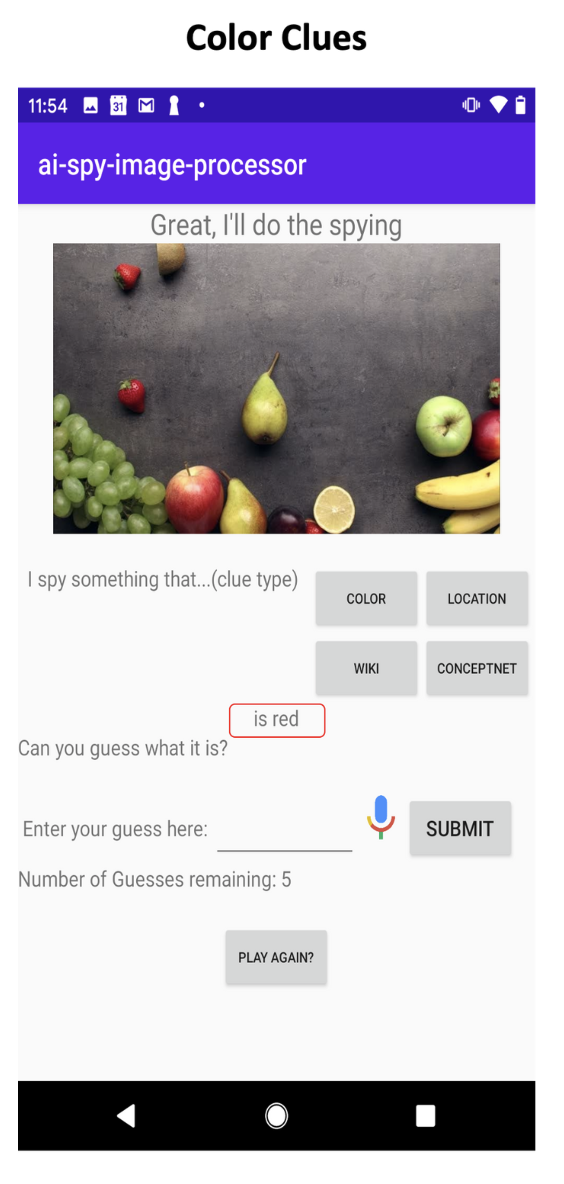 Color Clues
11:54 31
ai-spy-image-processor
Great, I'll do the spying
I spy something that...(clue type)
COLOR LOCATION
WIKI CONCEPTNET
is red
Can you guess what it is?
Enter your guess here: SUBMIT
Number of Guesses remaining: 5
PLAY AGAIN?